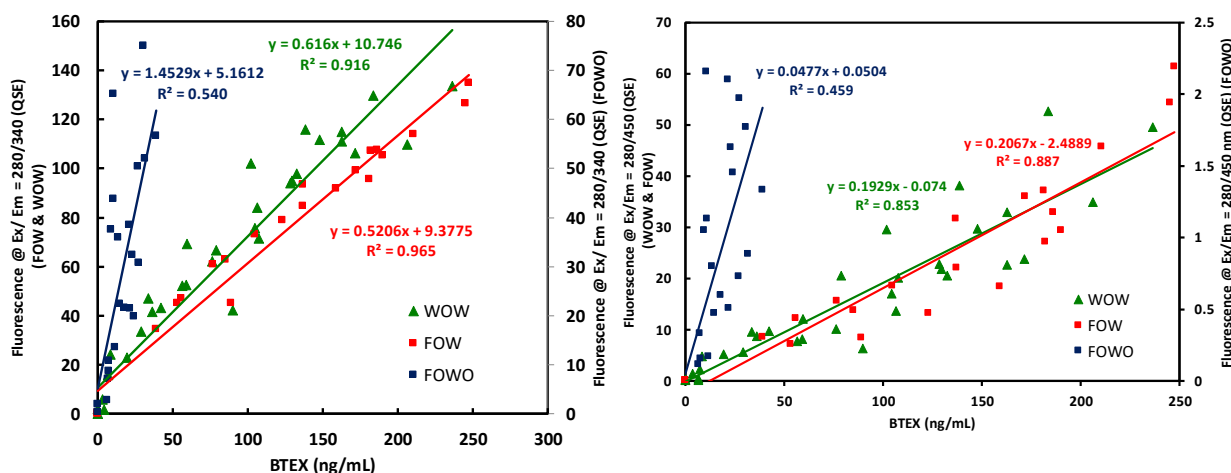 160
140
120
100
80
60
40
20
0
Fluorescence @ Ex/ Em = 280/340 (QSE)
(FOW & WOW)
80
70
60
50
40
30
20
10
0
Fluorescence @ Ex/ Em = 280/340 (QSE) (FOWO)
y = 0.616x + 10.746
R² = 0.916
y = 1.4529x + 5.1612
R² = 0.540
y = 0.5206x + 9.3775
R² = 0.965
WOW
FOW
FOWO
0 50 100 150 200 250 300
BTEX (ng/mL)
70
60
50
40
30
20
10
0
Fluorescence @ Ex/Em = 280/450 (QSE)
(WOW & FOW)
2.5
2
1.5
1
0.5
0
Fluorescence @ Ex/Em = 280/450 nm (QSE) (FOWO)
y = 0.0477x + 0.0504
R² = 0.459
y = 0.2067x - 2.4889
R² = 0.887
y = 0.1929x - 0.074
R² = 0.853
WOW
FOW
FOWO
0 50 100 150 200 250
BTEX (ng/mL)